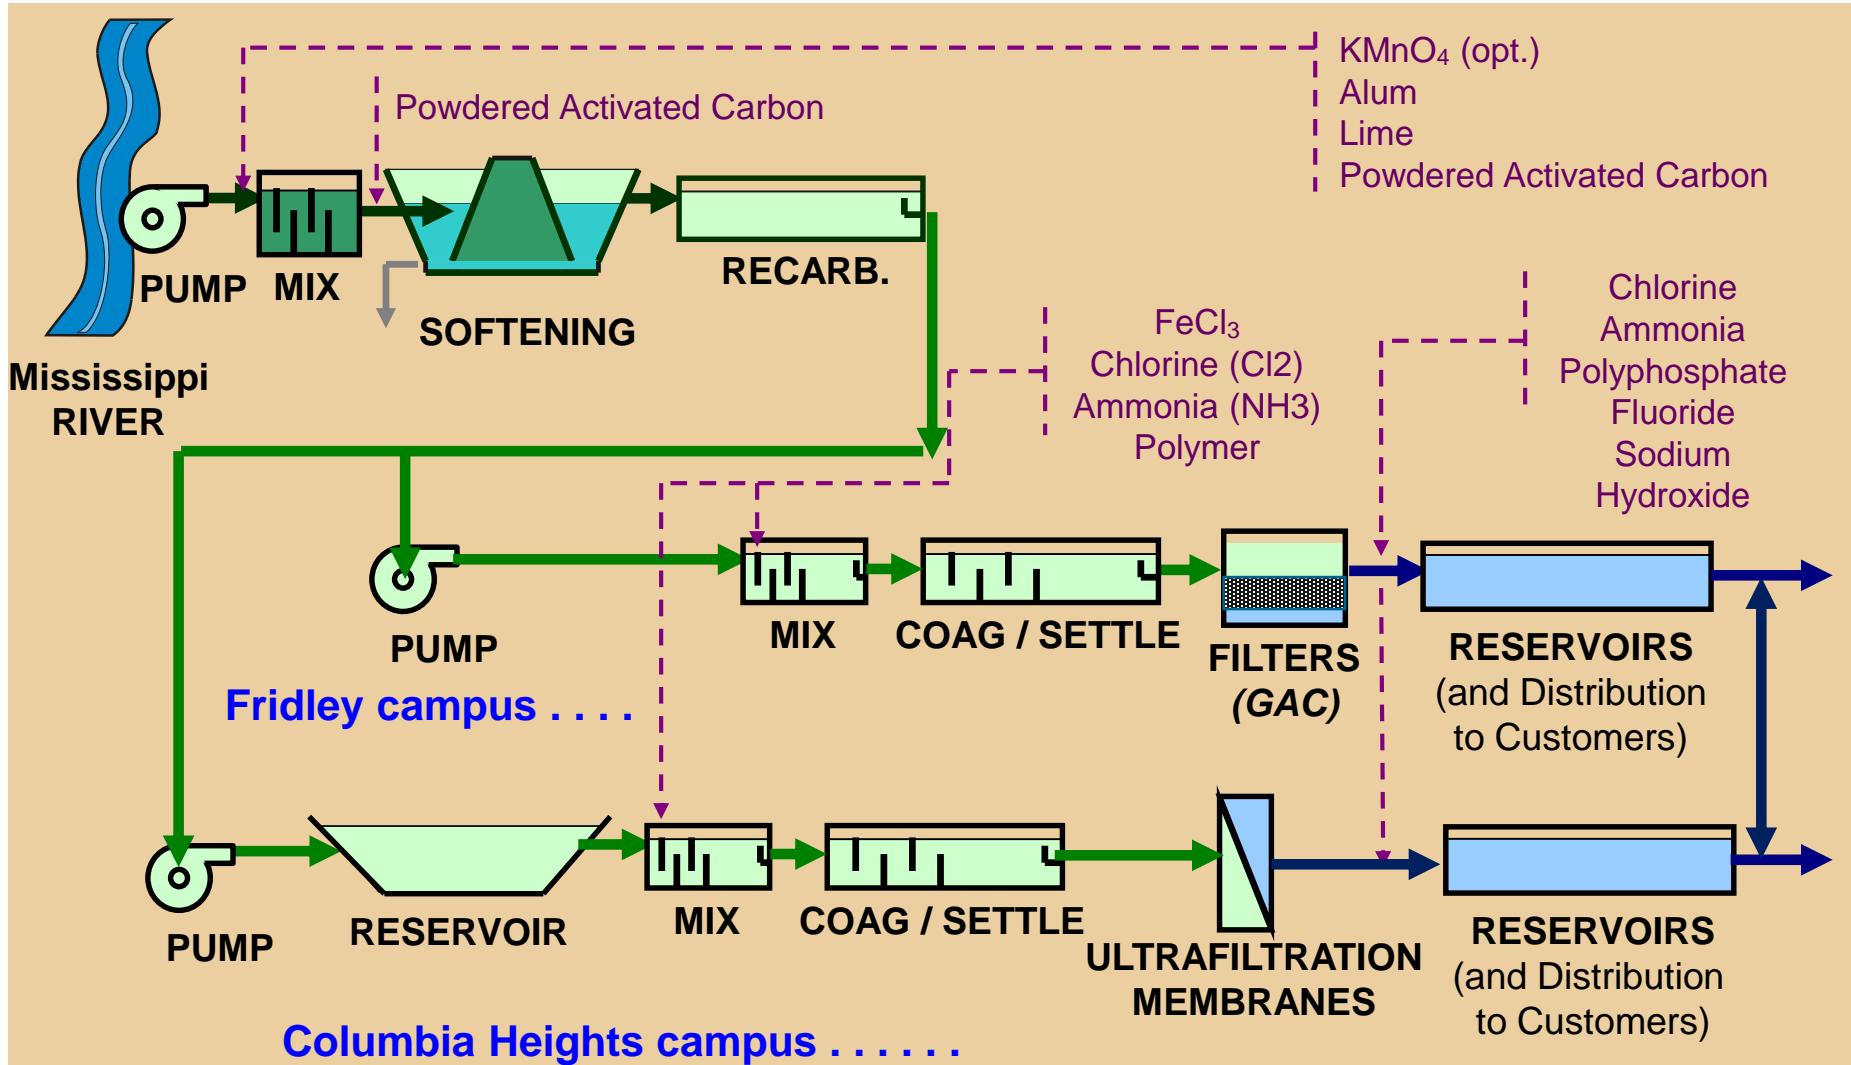 KMnO₄ (opt.)
Alum
Lime
Powdered Activated Carbon
Powdered Activated Carbon
PUMP
MIX
SOFTENING
RECARB.
Mississippi
RIVER
FeCl₃
Chlorine (Cl2)
Ammonia (NH3)
Polymer
Chlorine
Ammonia
Polyphosphate
Fluoride
Sodium
Hydroxide
PUMP
MIX
COAG / SETTLE
FILTERS
(GAC)
RESERVOIRS
(and Distribution
to Customers)
Fridley campus . . . .
PUMP
RESERVOIR
MIX
COAG / SETTLE
ULTRAFILTRATION
MEMBRANES
RESERVOIRS
(and Distribution
to Customers)
Columbia Heights campus . . . . . .